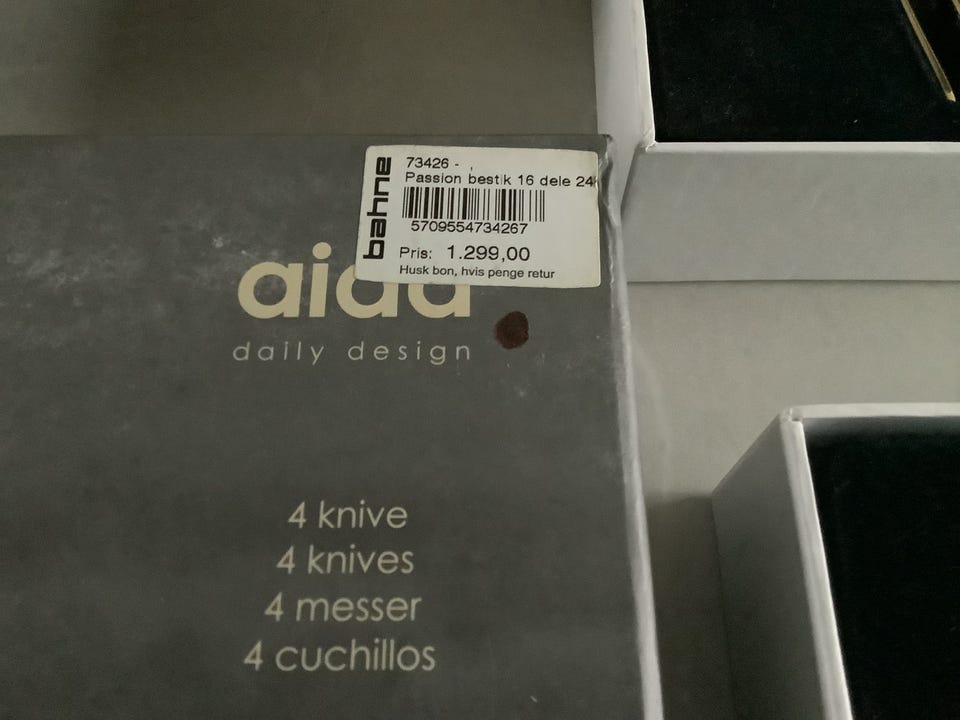 bahne
73426 -
Passion bestik 16 dele 24k
5709554734267
Pris: 1.299,00
Husk bon, hvis penge retur
aida
daily design
4 knive
4 knives
4 messer
4 cuchillos